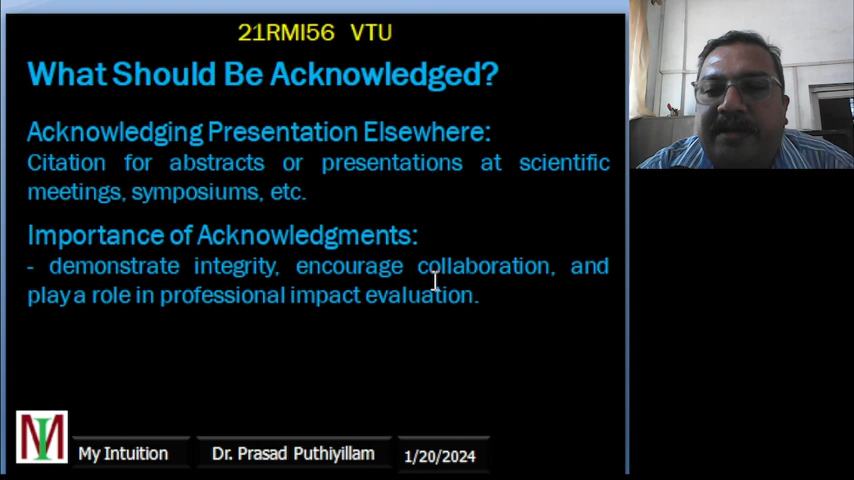 21RMI56 VTU
What Should Be Acknowledged?
Acknowledging Presentation Elsewhere:
Citation for abstracts or presentations at scientific
meetings, symposiums, etc.
Importance of Acknowledgments:
- demonstrate integrity, encourage collaboration, and
play a role in professional impact evaluation.
MI
My Intuition
Dr. Prasad Puthiyillam
1/20/2024